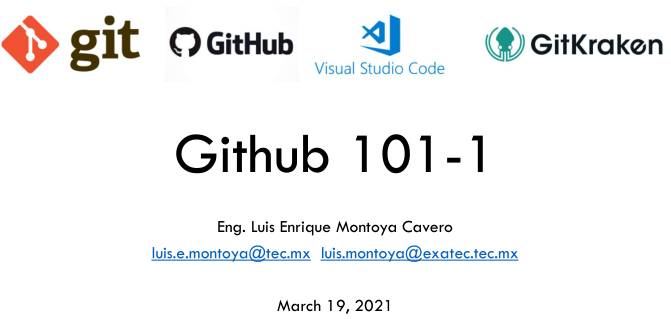 git GitHub Visual Studio Code GitKraken
Github 101-1
Eng. Luis Enrique Montoya Cavero
luis.e.montoya@tec.mx luis.montoya@exatec.tec.mx
March 19, 2021